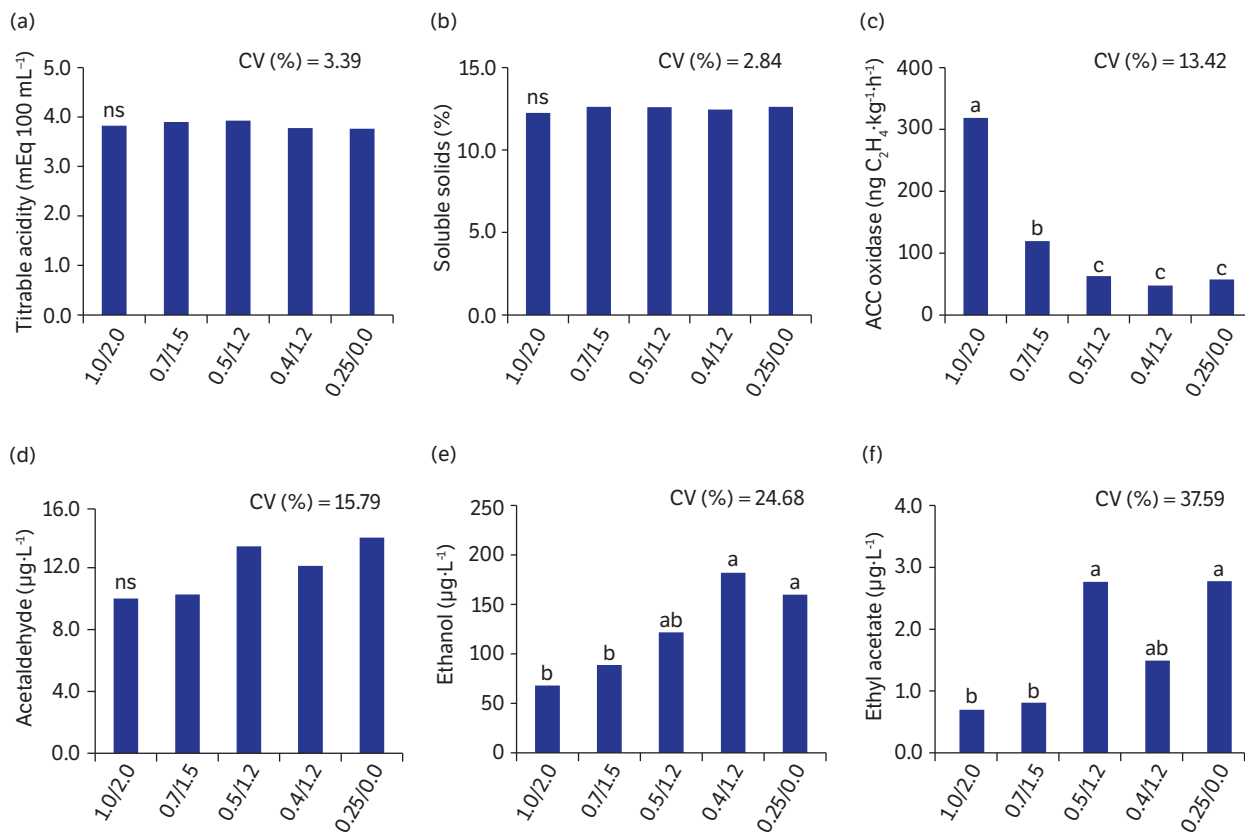 (a)
CV (%) = 3.39
Titrable acidity (mEq 100 mL⁻¹)
5.0
4.0
3.0
2.0
1.0
0.0
ns
1.0/2.0
0.7/1.5
0.5/1.2
0.4/1.2
0.25/0.0
(b)
CV (%) = 2.84
Soluble solids (%)
15.0
10.0
5.0
0.0
ns
1.0/2.0
0.7/1.5
0.5/1.2
0.4/1.2
0.25/0.0
(c)
CV (%) = 13.42
ACC oxidase (ng C₂H₄·kg⁻¹·h⁻¹)
400
300
200
100
0
a
b
c
c
c
1.0/2.0
0.7/1.5
0.5/1.2
0.4/1.2
0.25/0.0
(d)
CV (%) = 15.79
Acetaldehyde (µg·L⁻¹)
16.0
12.0
8.0
4.0
0.0
ns
1.0/2.0
0.7/1.5
0.5/1.2
0.4/1.2
0.25/0.0
(e)
CV (%) = 24.68
Ethanol (µg·L⁻¹)
250
200
150
100
50
0
b
b
ab
a
a
1.0/2.0
0.7/1.5
0.5/1.2
0.4/1.2
0.25/0.0
(f)
CV (%) = 37.59
Ethyl acetate (µg·L⁻¹)
4.0
3.0
2.0
1.0
0.0
b
b
a
ab
a
1.0/2.0
0.7/1.5
0.5/1.2
0.4/1.2
0.25/0.0